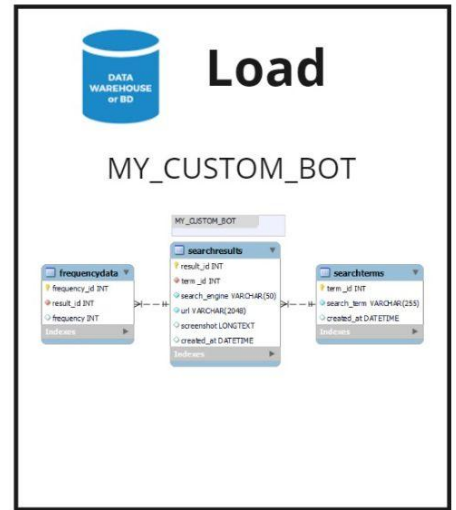 DATA
WAREHOUSE
or BD
Load
MY_CUSTOM_BOT
MY_CUSTOM_BOT
frequencydata
frequency_id INT
result_id INT
frequency INT
Indexes
searchresults
result_id INT
term_id INT
search_engine VARCHAR(50)
url VARCHAR(2048)
screenshot LONGTEXT
created_at DATETIME
Indexes
searchterms
term_id INT
search_term VARCHAR(255)
created_at DATETIME
Indexes